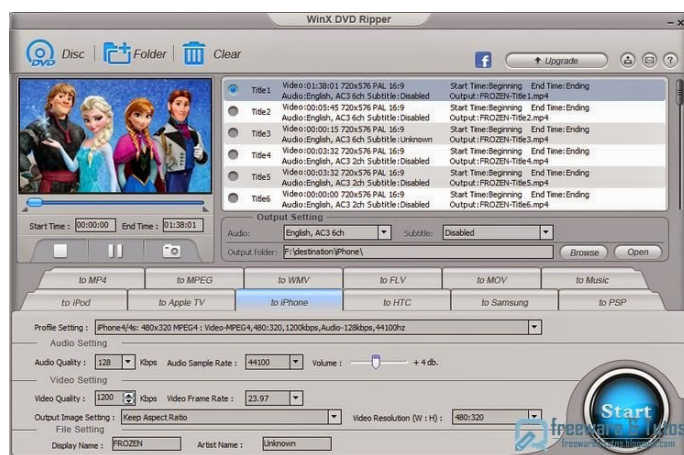 WinX DVD Ripper
DVD Disc Folder Clear Upgrade
Title1 Video:01:38:01 720x576 PAL 16:9 Start Time:Beginning End Time:Ending
Audio:English, AC3 6ch Subtitle:Disabled Output:FROZEN-Title1.mp4
Title2 Video:00:05:45 720x576 PAL 16:9 Start Time:Beginning End Time:Ending
Audio:English, AC3 6ch Subtitle:Disabled Output:FROZEN-Title2.mp4
Title3 Video:00:00:15 720x576 PAL 16:9 Start Time:Beginning End Time:Ending
Audio:English, AC3 6ch Subtitle:Unknown Output:FROZEN-Title3.mp4
Title4 Video:00:03:32 720x576 PAL 16:9 Start Time:Beginning End Time:Ending
Audio:English, AC3 2ch Subtitle:Disabled Output:FROZEN-Title4.mp4
Title5 Video:00:03:32 720x576 PAL 16:9 Start Time:Beginning End Time:Ending
Audio:English, AC3 2ch Subtitle:Disabled Output:FROZEN-Title5.mp4
Title6 Video:00:00:00 720x576 PAL 16:9 Start Time:Beginning End Time:Ending
Audio:English, AC3 2ch Subtitle:Disabled Output:FROZEN-Title6.mp4
Start Time : 00:00:00 End Time : 01:38:01
Output Setting
Audio: English, AC3 6ch Subtitle: Disabled
Output folder: F:\destination\iPhone\ Browse Open
to MP4 to MPEG to WMV to FLV to MOV to Music
to iPod to Apple TV to iPhone to HTC to Samsung to PSP
Profile Setting : iPhone4/4s: 480x320 MPEG4 : Video-MPEG4,480:320,1200kbps,Audio-128kbps,44100hz
Audio Setting
Audio Quality : 128 Kbps Audio Sample Rate : 44100 Volume : + 4 db.
Video Setting
Video Quality : 1200 Kbps Video Frame Rate : 23.97
Output Image Setting : Keep Aspect Ratio Video Resolution (W : H) : 480:320
File Setting
Display Name : FROZEN Artist Name : Unknown
Start
freeware & Tutos
freewares-tutos.blogspot.com